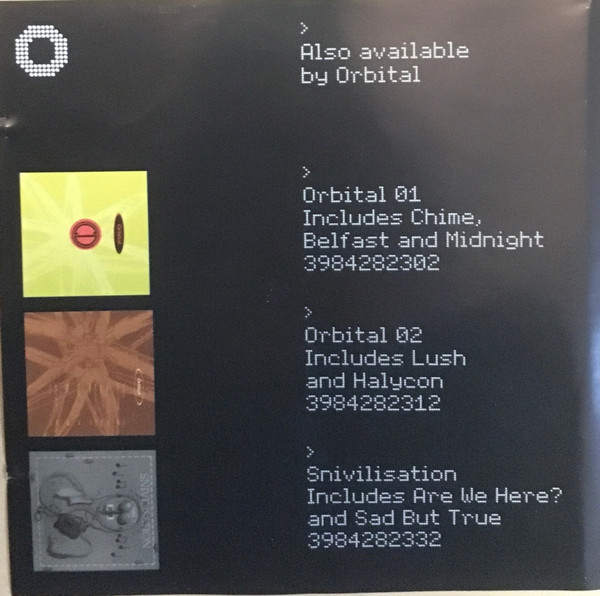 >
Also available
by Orbital
>
Orbital 01
Includes Chime,
Belfast and Midnight
3984282302
>
Orbital 02
Includes Lush
and Halycon
3984282312
>
Snivilisation
Includes Are We Here?
and Sad But True
3984282332